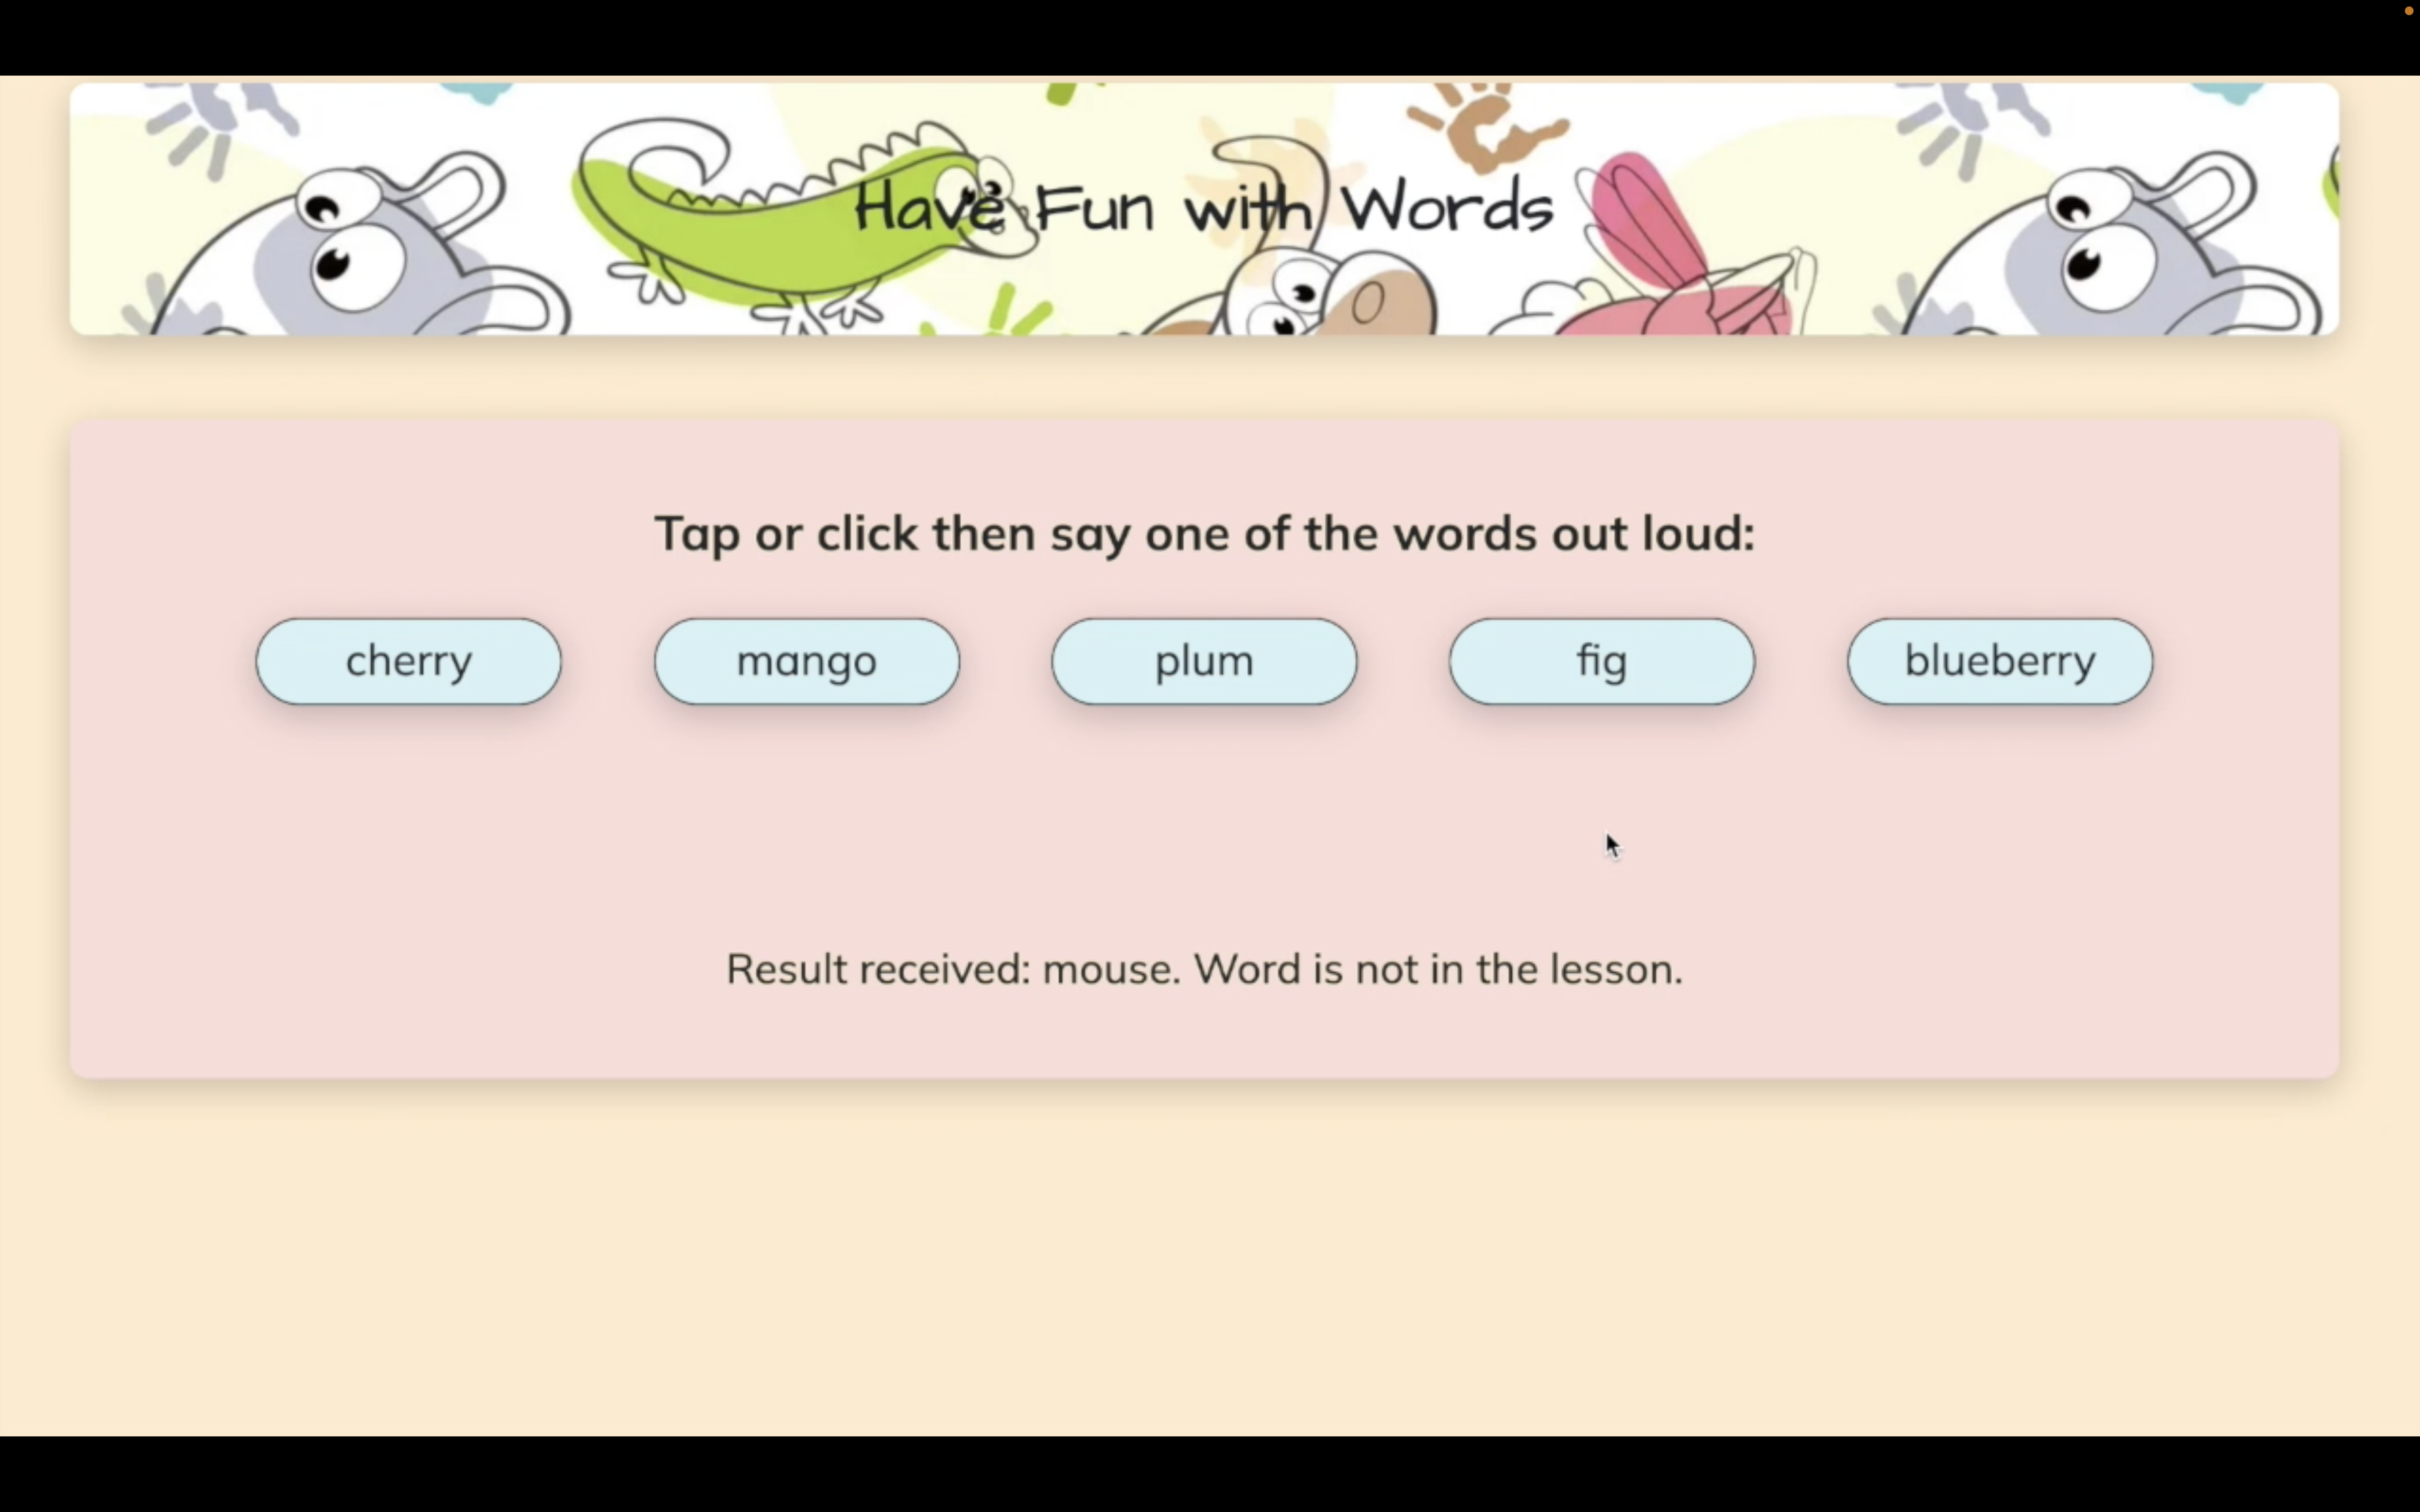 Have Fun with Words
Tap or click then say one of the words out loud:
cherry mango plum fig blueberry
Result received: mouse. Word is not in the lesson.